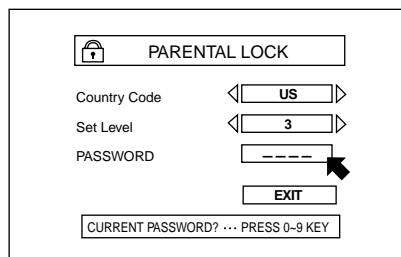 PARENTAL LOCK
Country Code US
Set Level 3
PASSWORD _ _ _ _
EXIT
CURRENT PASSWORD? ··· PRESS 0~9 KEY